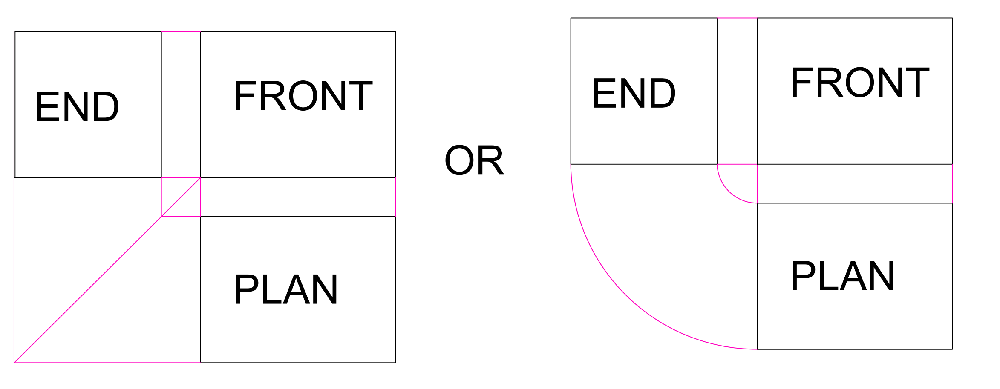 END
FRONT
PLAN
OR
END
FRONT
PLAN